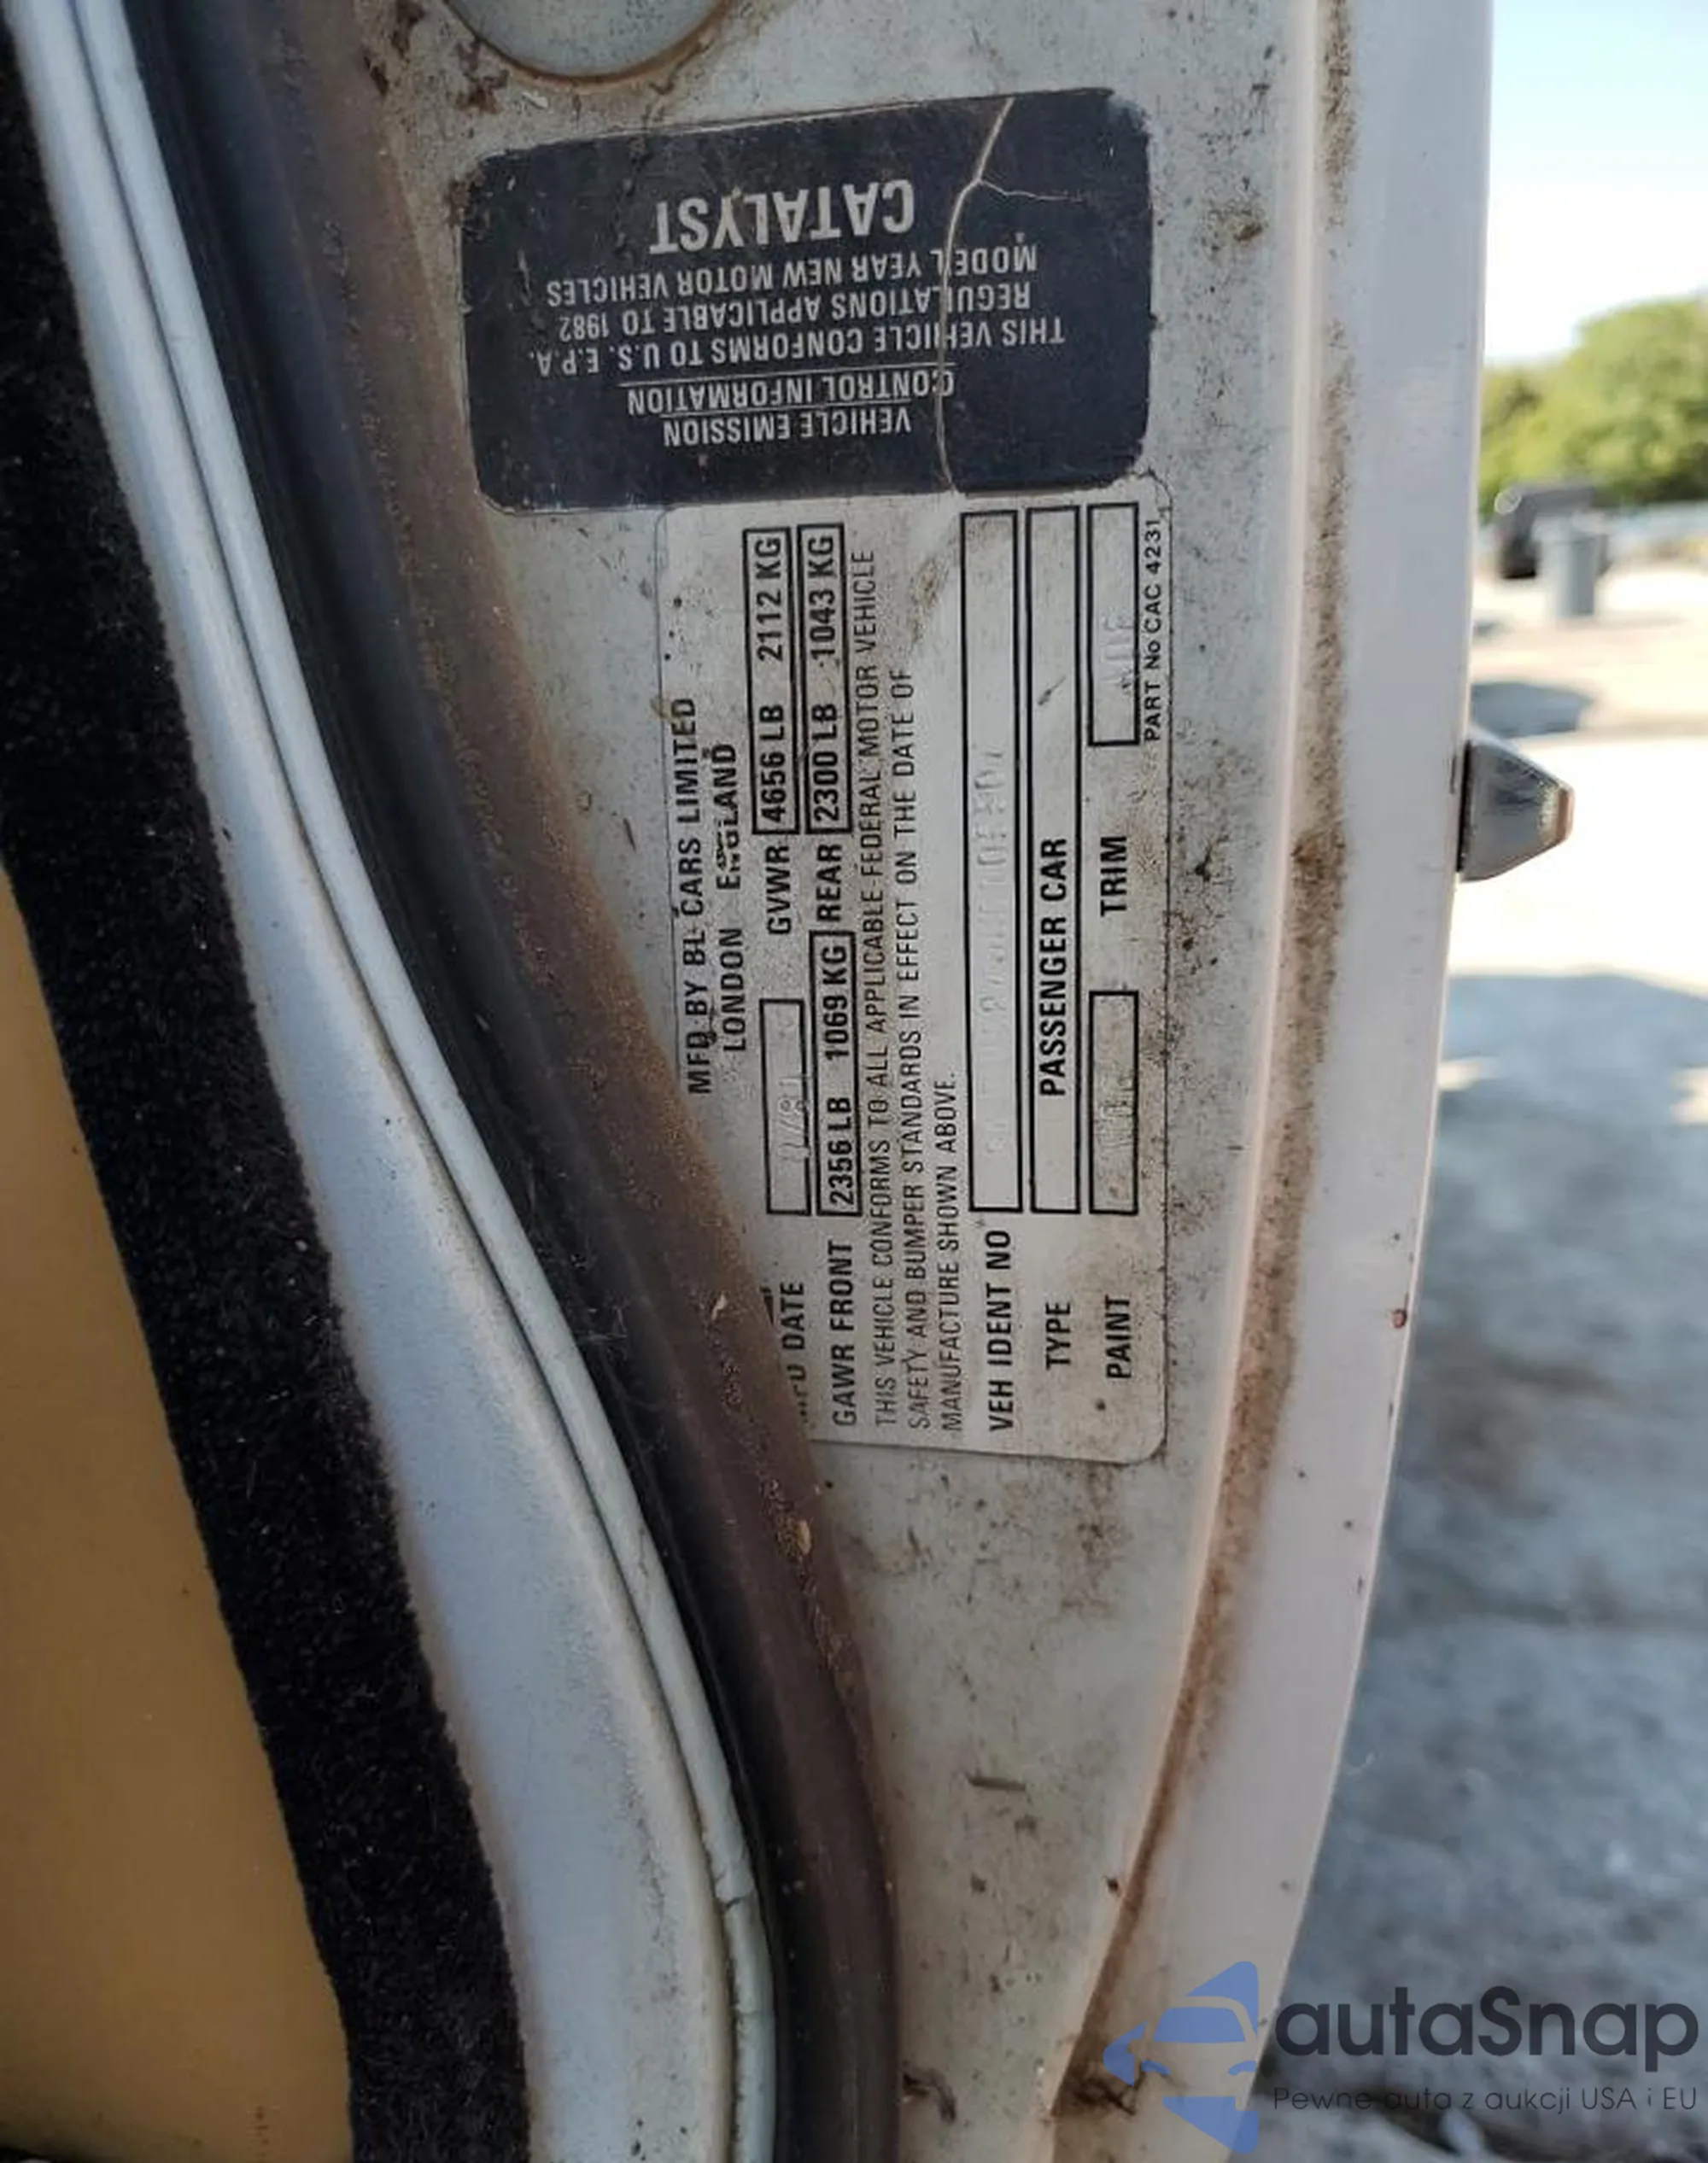 VEHICLE EMISSION
CONTROL INFORMATION
THIS VEHICLE CONFORMS TO U.S. E.P.A.
REGULATIONS APPLICABLE TO 1982
MODEL YEAR NEW MOTOR VEHICLES
CATALYST
MFD BY BL CARS LIMITED
LONDON ENGLAND
DATE GVWR 4656 LB 2112 KG
GAWR FRONT 2356 LB 1069 KG REAR 2300 LB 1043 KG
THIS VEHICLE CONFORMS TO ALL APPLICABLE FEDERAL MOTOR VEHICLE
SAFETY AND BUMPER STANDARDS IN EFFECT ON THE DATE OF
MANUFACTURE SHOWN ABOVE.
VEH IDENT NO
TYPE PASSENGER CAR
PAINT TRIM
PART No CAC 4231
autaSnap
Pewne auta z aukcji USA i EU